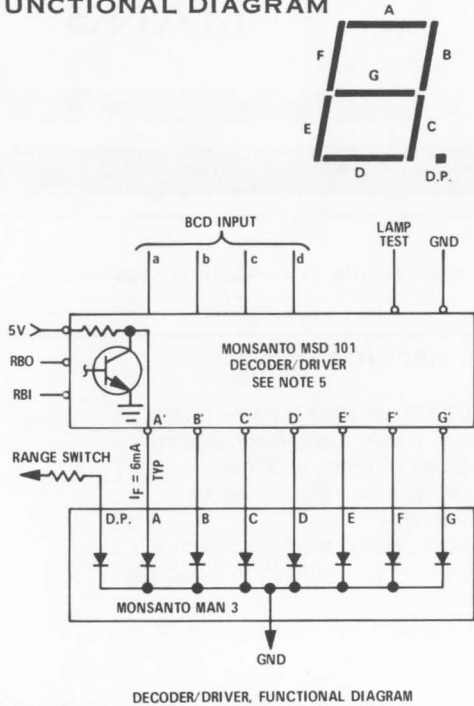 UNCTIONAL DIAGRAM
A
F
B
G
E
C
D
D.P.
BCD INPUT
LAMP
TEST
GND
a b c d
5V
RBO
RBI
MONSANTO MSD 101
DECODER/DRIVER
SEE NOTE 5
A' B' C' D' E' F' G'
RANGE SWITCH
IF = 6mA
TYP
D.P. A B C D E F G
MONSANTO MAN 3
GND
DECODER/DRIVER, FUNCTIONAL DIAGRAM